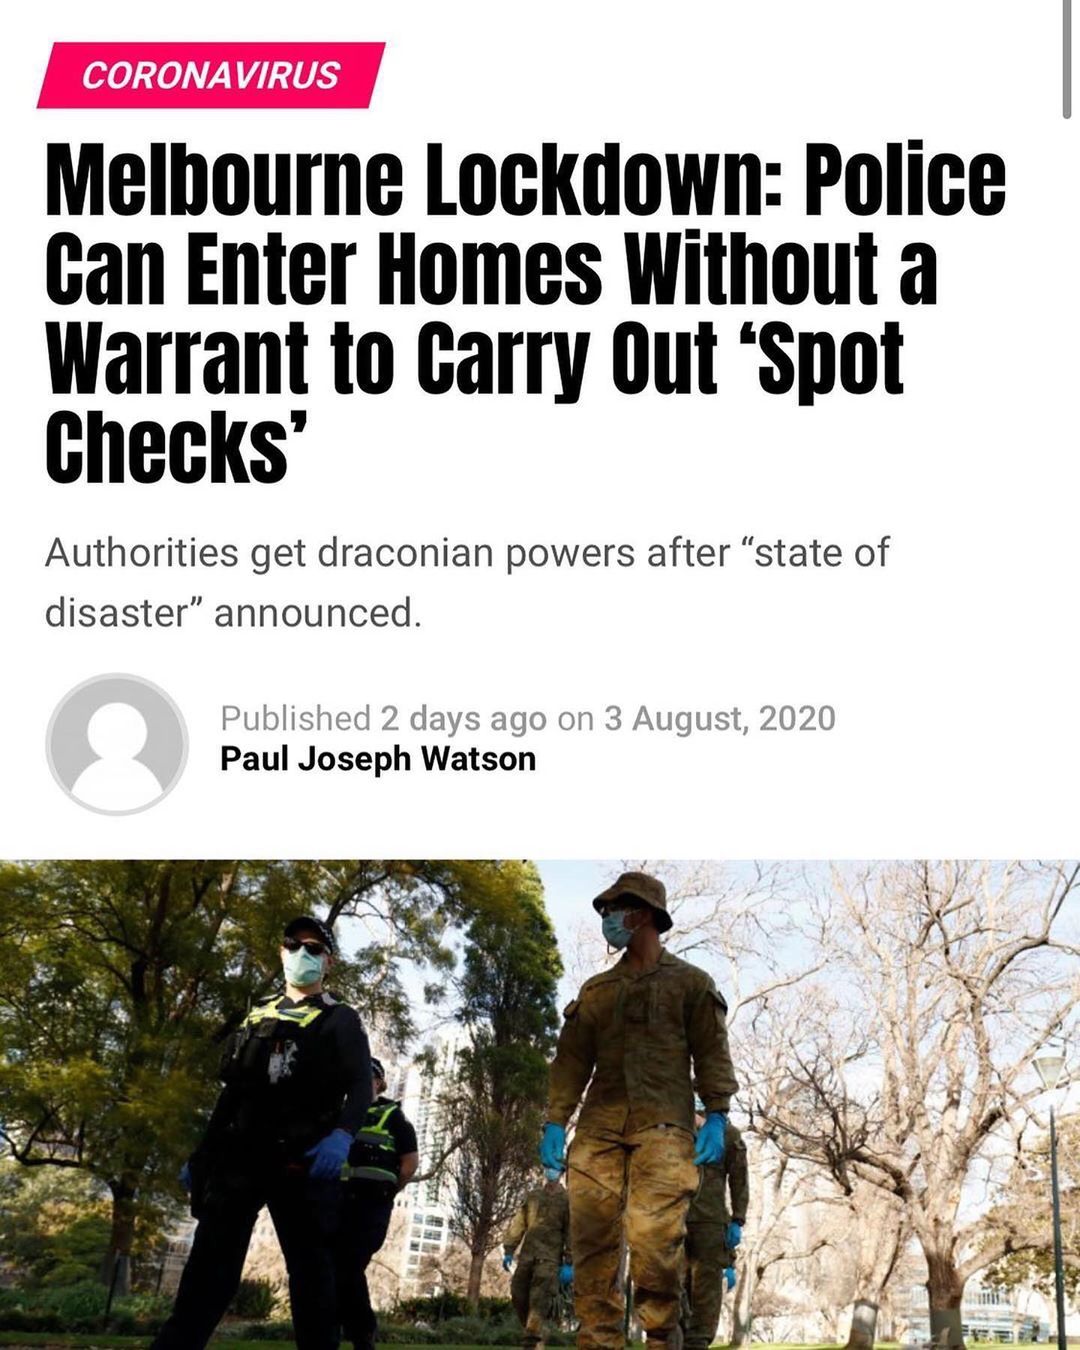 CORONAVIRUS
Melbourne Lockdown: Police
Can Enter Homes Without a
Warrant to Carry Out ‘Spot
Checks’
Authorities get draconian powers after “state of
disaster” announced.
Published 2 days ago on 3 August, 2020
Paul Joseph Watson